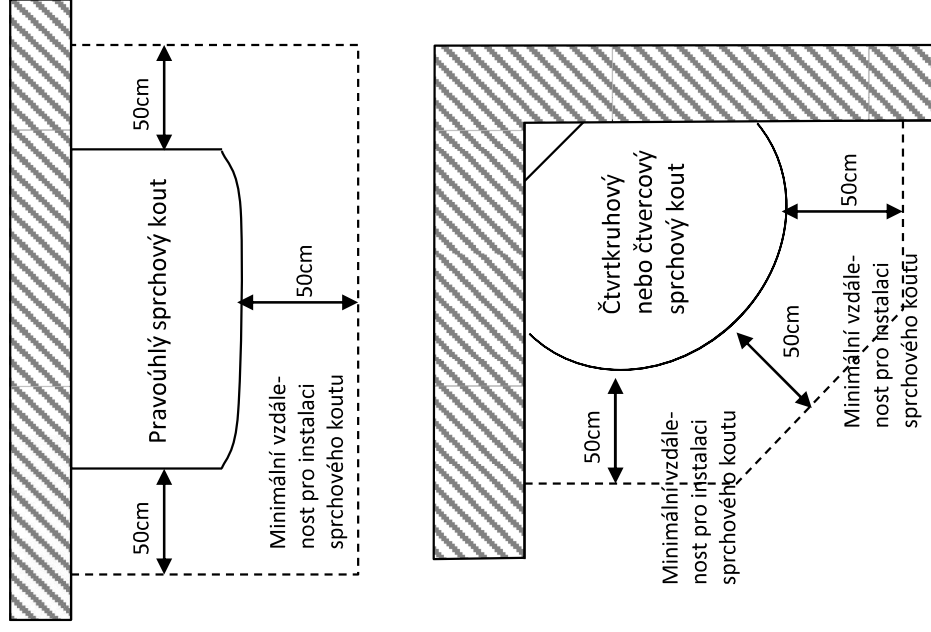 50cm
Pravoúhlý sprchový kout
50cm
50cm
Minimální vzdále-
nost pro instalaci
sprchového koutu
Čtvrtkruhový
nebo čtvercový
sprchový kout
50cm
50cm
50cm
Minimální vzdále-
nost pro instalaci
sprchového koutu
Minimální vzdále-
nost pro instalaci
sprchového koutu